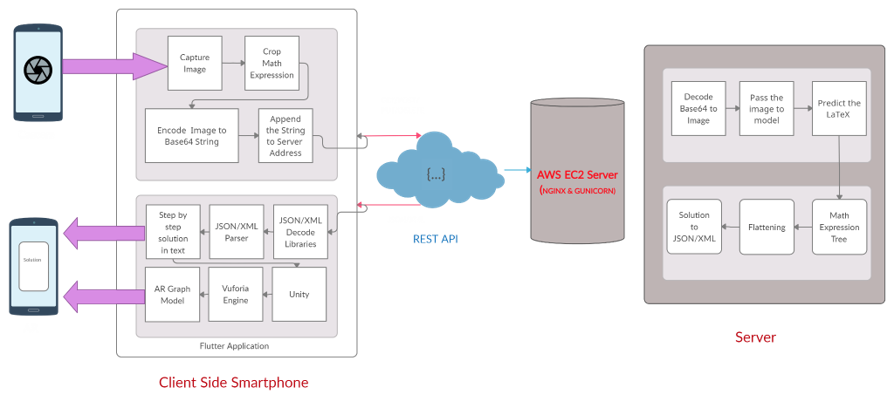 Capture
Image
Crop
Math
Expresssion
Encode Image to
Base64 String
Append
the String
to Server
Address
Step by
step
solution
in text
JSON/XML
Parser
JSON/XML
Decode
Libraries
AR Graph
Model
Vuforia
Engine
Unity
Flutter Application
Client Side Smartphone
Solution
{...}
REST API
AWS EC2 Server
(NGINX & GUNICORN)
Decode
Base64 to
Image
Pass the
image to
model
Predict the
LaTeX
Solution
to
JSON/XML
Flattening
Math
Expression
Tree
Server